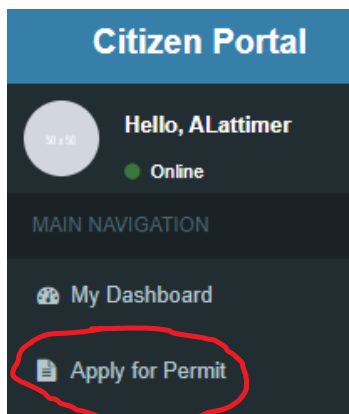 Citizen Portal
50 x 50
Hello, ALattimer
Online
MAIN NAVIGATION
My Dashboard
Apply for Permit